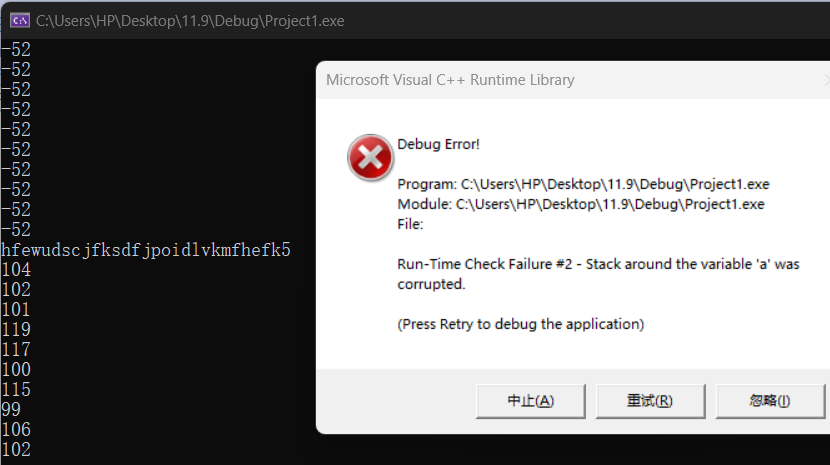 C:\Users\HP\Desktop\11.9\Debug\Project1.exe
-52
-52
-52
-52
-52
-52
-52
-52
-52
-52
hfewudscjfksdfjpoidlvkmfhefk5
104
102
101
119
117
100
115
99
106
102
Microsoft Visual C++ Runtime Library
Debug Error!
Program: C:\Users\HP\Desktop\11.9\Debug\Project1.exe
Module: C:\Users\HP\Desktop\11.9\Debug\Project1.exe
File:
Run-Time Check Failure #2 - Stack around the variable 'a' was
corrupted.
(Press Retry to debug the application)
中止(A)
重试(R)
忽略(I)